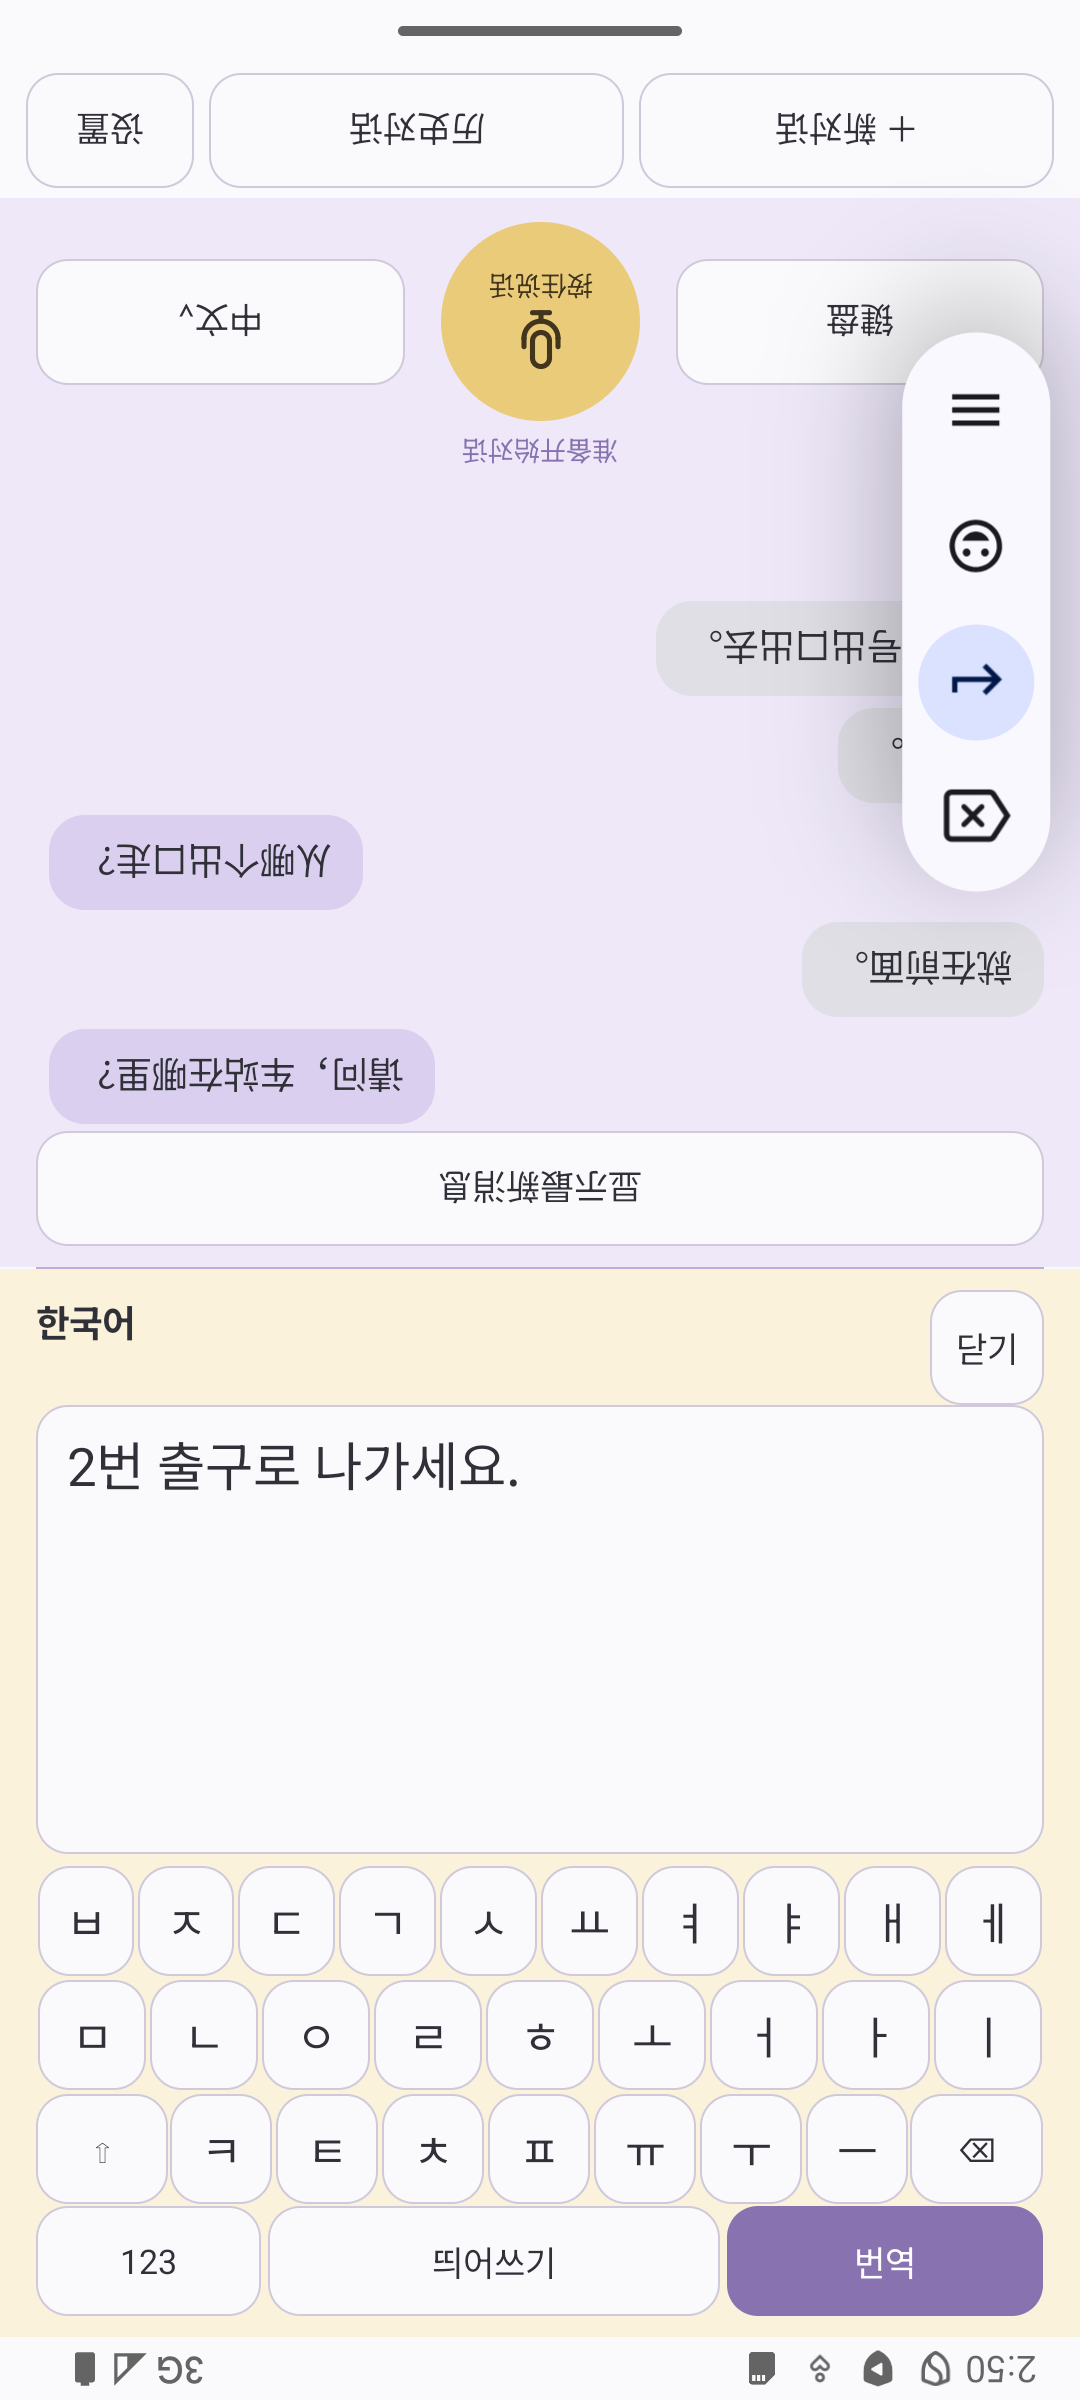 设置
历史对话
＋ 新对话
中文^
按住说话
键盘
准备开始对话
号出口出去。
。
从哪个出口走？
就在前面。
请问，车站在哪里？
显示最新消息
한국어
닫기
2번 출구로 나가세요.
ㅂ ㅈ ㄷ ㄱ ㅅ ㅛ ㅕ ㅑ ㅐ ㅔ
ㅁ ㄴ ㅇ ㄹ ㅎ ㅗ ㅓ ㅏ ㅣ
⇧ ㅋ ㅌ ㅊ ㅍ ㅠ ㅜ ㅡ ⌫
123 띄어쓰기 번역
3G
2:50